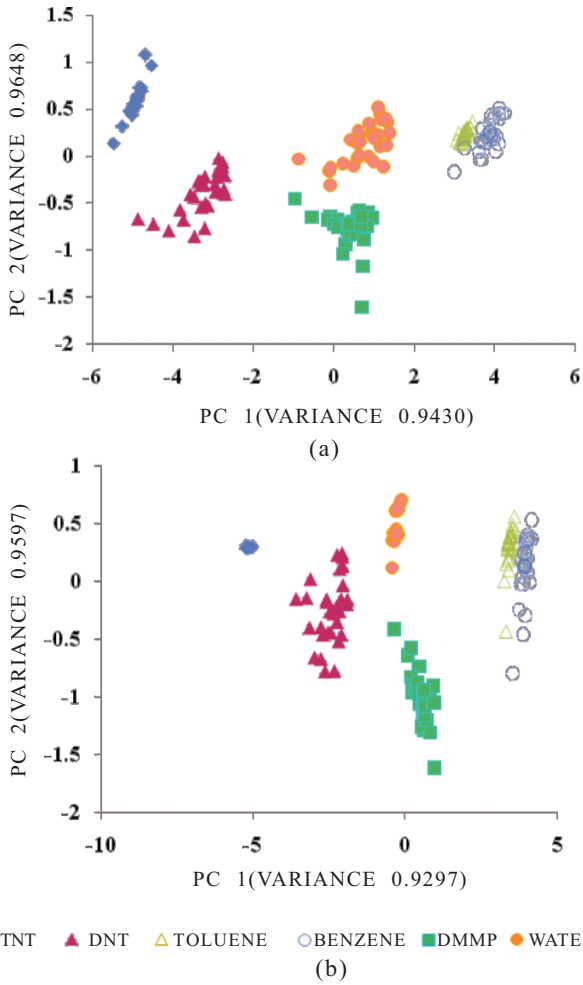 1.5
1
0.5
0
-0.5
-1
-1.5
-2
PC 2(VARIANCE 0.9648)
-6 -4 -2 0 2 4 6
PC 1(VARIANCE 0.9430)
(a)
1
0.5
0
-0.5
-1
-1.5
-2
PC 2(VARIANCE 0.9597)
-10 -5 0 5
PC 1(VARIANCE 0.9297)
TNT DNT TOLUENE BENZENE DMMP WATE
(b)